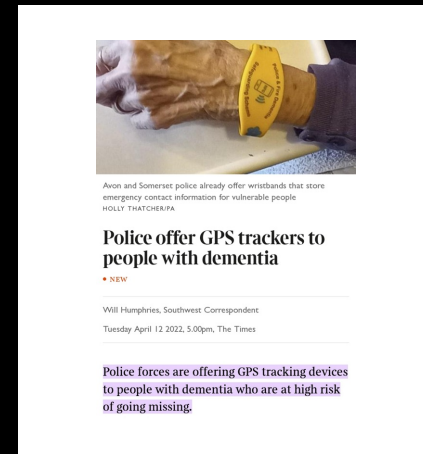 Avon and Somerset police already offer wristbands that store
emergency contact information for vulnerable people
HOLLY THATCHER/PA
Police offer GPS trackers to
people with dementia
• NEW
Will Humphries, Southwest Correspondent
Tuesday April 12 2022, 5.00pm, The Times
Police forces are offering GPS tracking devices
to people with dementia who are at high risk
of going missing.